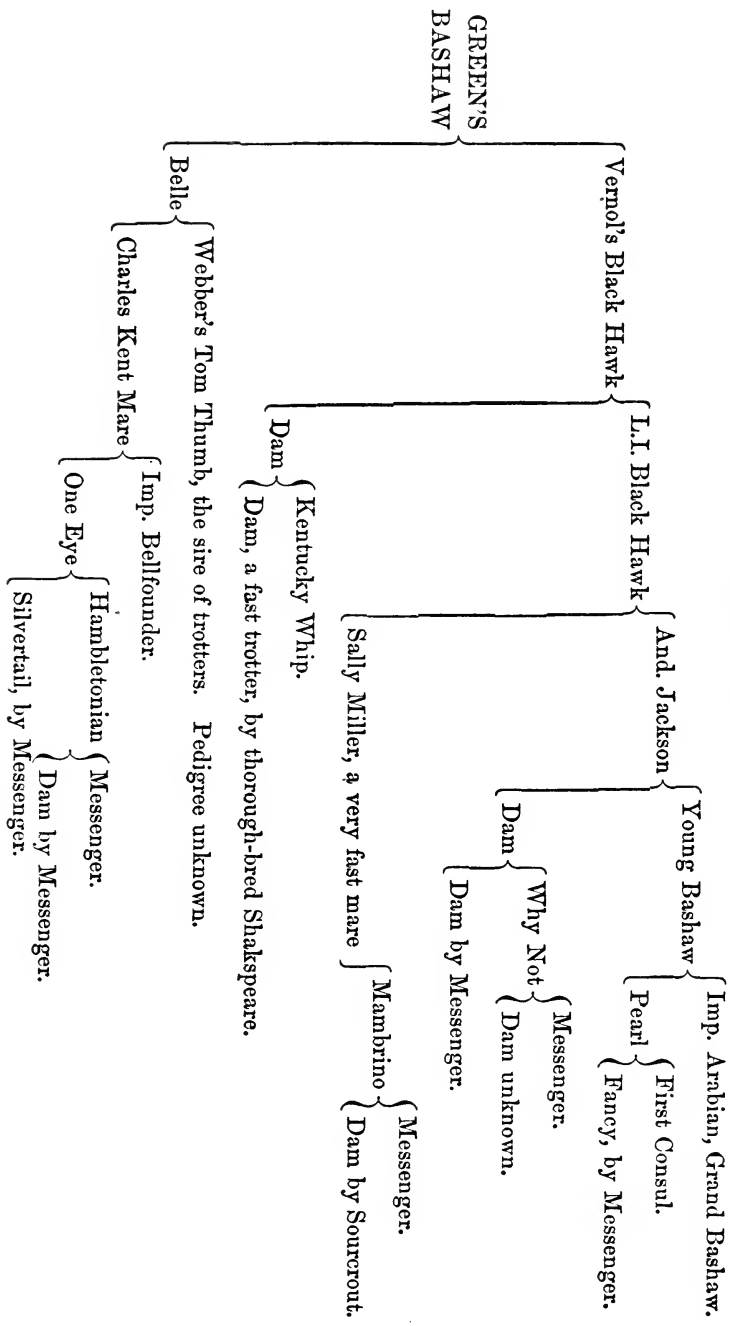 Imp. Arabian, Grand Bashaw.
Young Bashaw
First Consul.
And. Jackson
Pearl
L.I. Black Hawk
Fancy, by Messenger.
Vernol's Black Hawk
Messenger.
Why Not
Dam
Dam unknown.
GREEN'S
BASHAW
Dam by Messenger.
Messenger.
Mambrino
Sally Miller, a very fast mare
Dam by Sourcrout.
Kentucky Whip.
Dam
Dam, a fast trotter, by thorough-bred Shakspeare.
Webber's Tom Thumb, the sire of trotters. Pedigree unknown.
Belle
Imp. Bellfounder.
Charles Kent Mare
Messenger.
Hambletonian
One Eye
Dam by Messenger.
Silvertail, by Messenger.